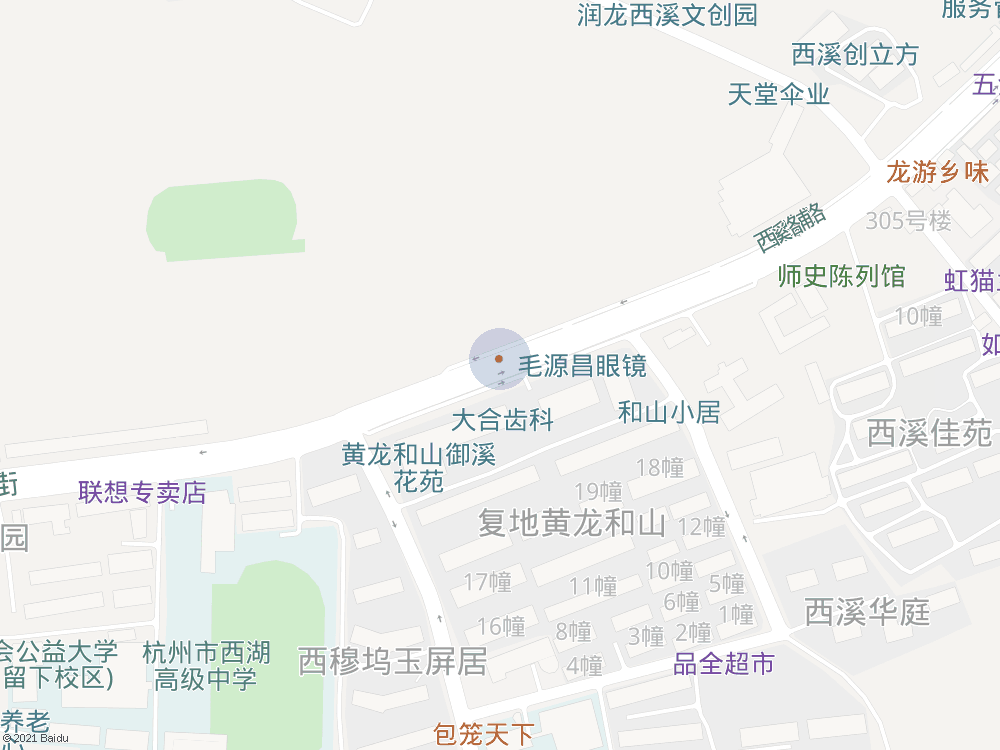 润龙西溪文创园
服务
西溪创立方
五
天堂伞业
龙游乡味
305号楼
西溪路辅路
师史陈列馆
虹猫
10幢
如
毛源昌眼镜
大合齿科
和山小居
西溪佳苑
黄龙和山御溪
花苑
18幢
街
联想专卖店
19幢
园
复地黄龙和山
12幢
10幢
17幢
11幢
5幢
6幢
1幢
西溪华庭
16幢
8幢
3幢
2幢
会公益大学
留下校区)
杭州市西湖
高级中学
西穆坞玉屏居
4幢
品全超市
养老
心
包笼天下
© 2021 Baidu